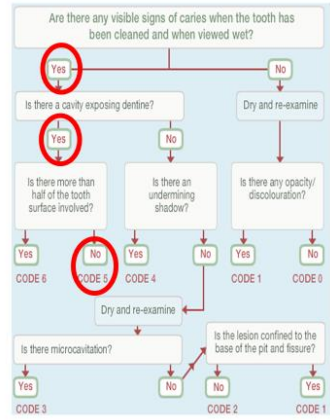 Are there any visible signs of caries when the tooth has
been cleaned and when viewed wet?
Yes
No
Is there a cavity exposing dentine?
Dry and re-examine
Yes
No
Is there more than
half of the tooth
surface involved?
Is there an
undermining
shadow?
Is there any opacity/
discolouration?
Yes
No
Yes
No
Yes
No
CODE 6
CODE 5
CODE 4
CODE 1
CODE 0
Dry and re-examine
Is there microcavitation?
Is the lesion confined to the
base of the pit and fissure?
Yes
No
No
Yes
CODE 3
CODE 2
CODE 1